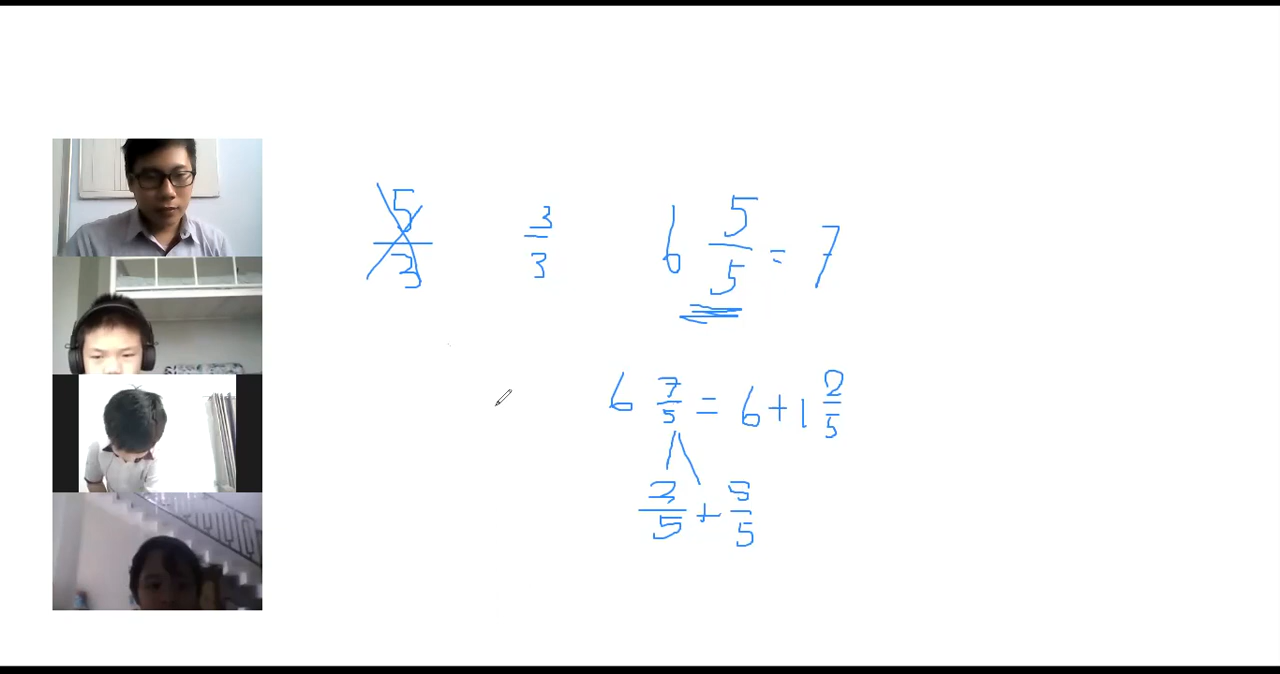 5/3 3/3 6 5/5 = 7
6 7/5 = 6 + 1 2/5
2/5 + 5/5